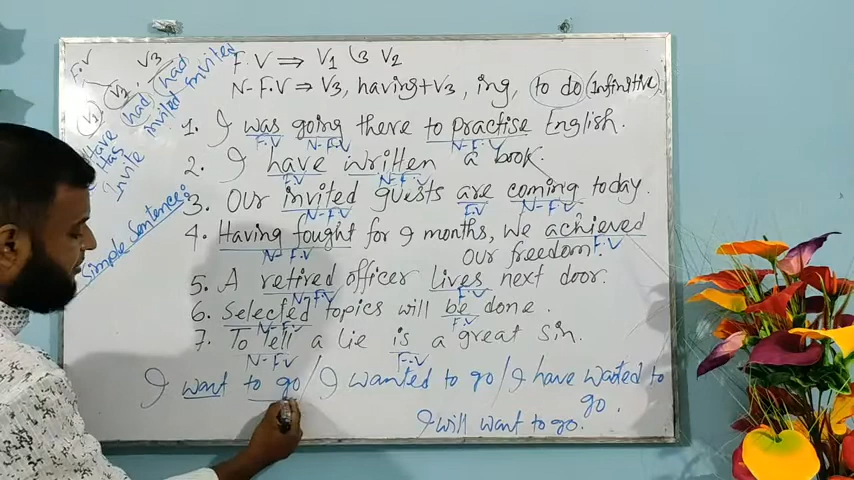 F.V ⇒ V1 ও V2
N-F.V ⇒ V3, having+V3, ing, to do (Infinitive)
F.V
V2 V3 V3
Have had had
Has invited invited
Invite
Simple Sentence:
1. I was going there to practise English.
F.V N-F.V N-F.V
2. I have written a book.
F.V N-F.V
3. Our invited guests are coming today.
N-F.V F.V N-F.V
4. Having fought for 9 months, we achieved
N-F.V F.V
our freedom
5. A retired officer lives next door.
N-F.V F.V
6. Selected topics will be done.
N-F.V F.V
7. To tell a lie is a great sin.
N-F.V F.V
I want to go / I wanted to go / I have wanted to
go.
I will want to go.